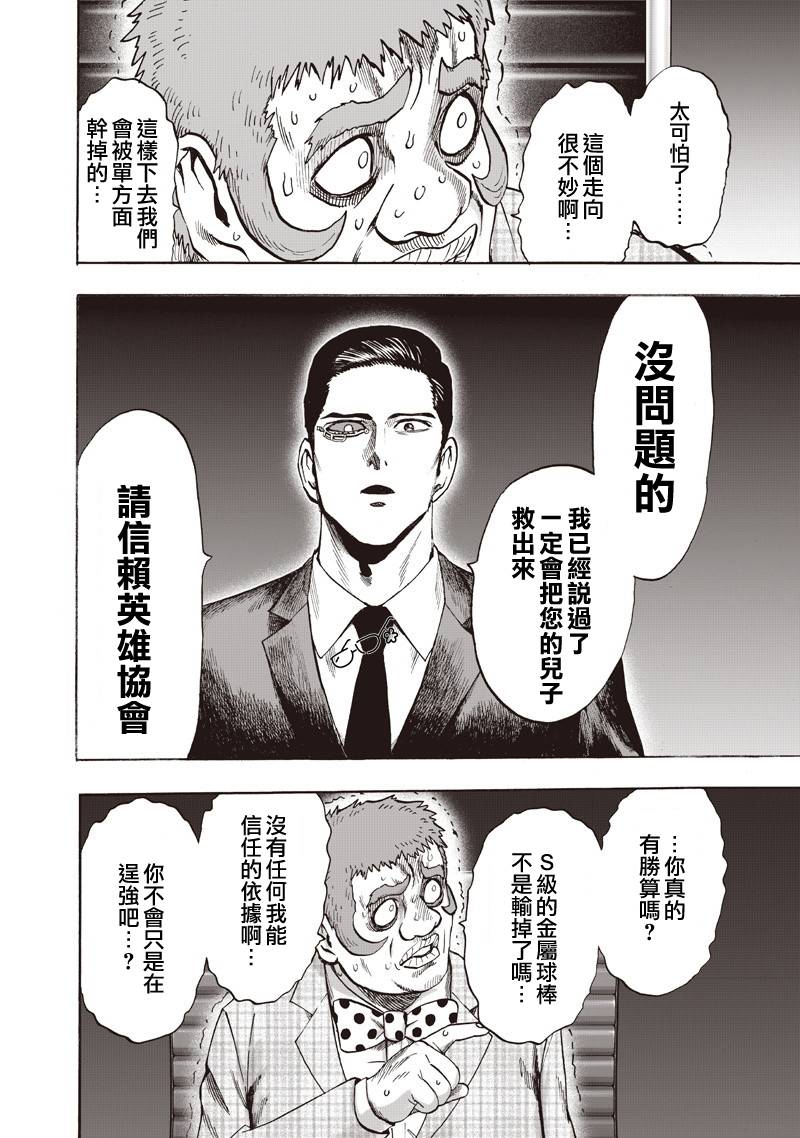 太可怕了……
這個走向
很不妙啊…
這樣下去我們
會被單方面
幹掉的…
沒問題的
我已經說過了
一定會把您的兒子
救出來
請信賴英雄協會
…你真的
有勝算嗎？
Ｓ級的金屬球棒
不是輸掉了嗎…
沒有任何我能
信任的依據啊…
你不會只是在
逞強吧…？